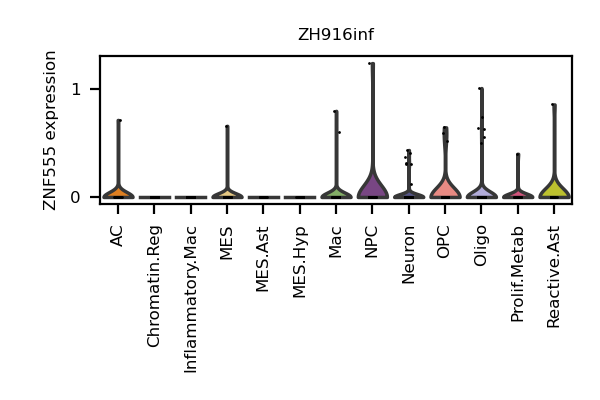 ZH916inf
ZNF555 expression
1
0
AC
Chromatin.Reg
Inflammatory.Mac
MES
MES.Ast
MES.Hyp
Mac
NPC
Neuron
OPC
Oligo
Prolif.Metab
Reactive.Ast